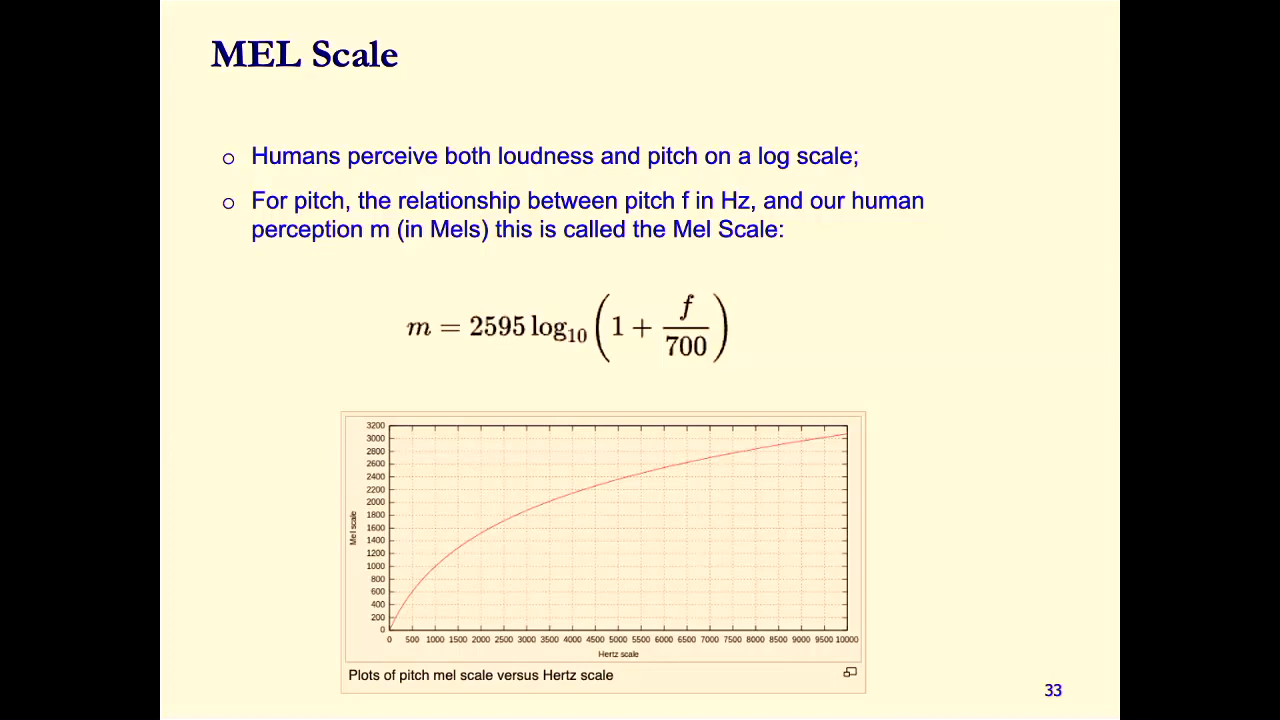 MEL Scale
Humans perceive both loudness and pitch on a log scale;
For pitch, the relationship between pitch f in Hz, and our human
perception m (in Mels) this is called the Mel Scale:
m = 2595 log₁₀ (1 + f/700)
3200
3000
2800
2600
2400
2200
2000
1800
1600
1400
1200
1000
800
600
400
200
0
Mel scale
0 500 1000 1500 2000 2500 3000 3500 4000 4500 5000 5500 6000 6500 7000 7500 8000 8500 9000 9500 10000
Hertz scale
Plots of pitch mel scale versus Hertz scale
33